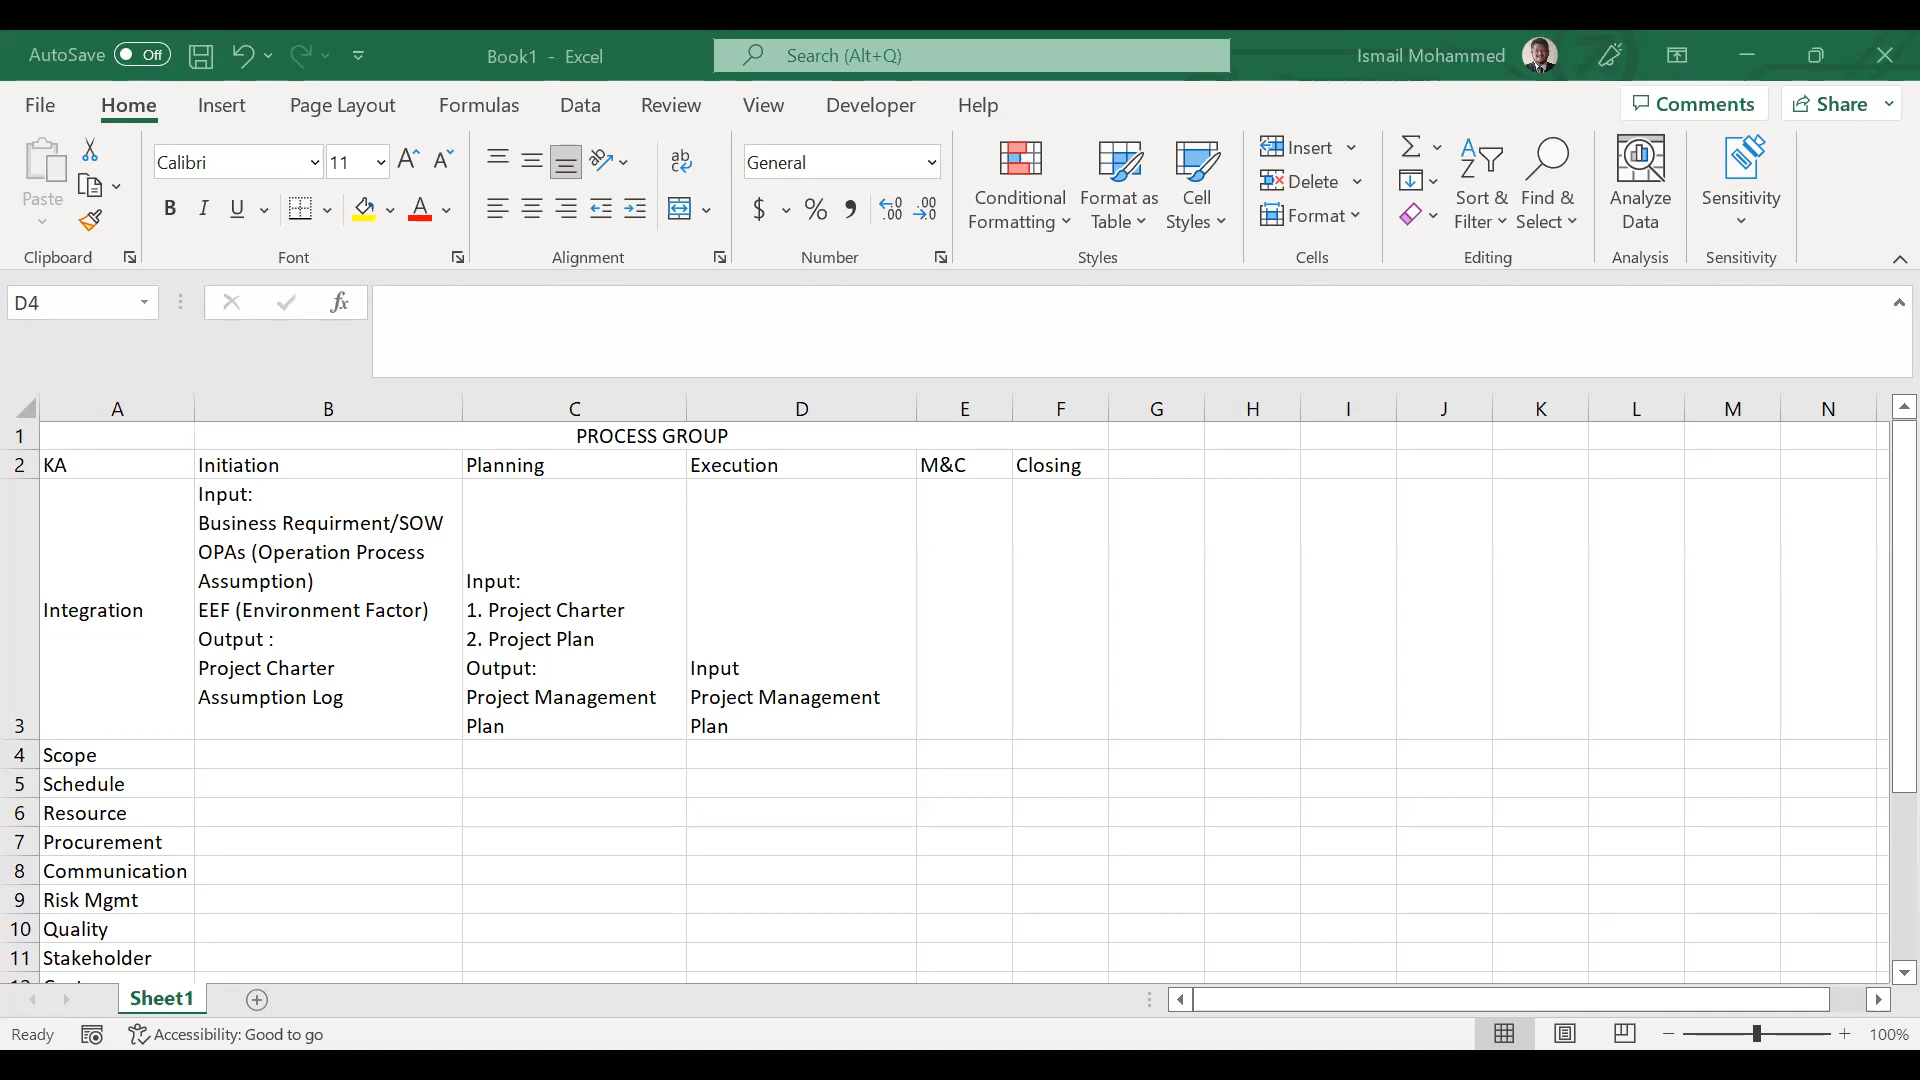 AutoSave Off Book1 - Excel Search (Alt+Q) Ismail Mohammed
File Home Insert Page Layout Formulas Data Review View Developer Help Comments Share
Paste Calibri 11 General Conditional Formatting Format as Table Cell Styles Insert Delete Format Sort & Filter Find & Select Analyze Data Sensitivity
B I U $ %
Clipboard Font Alignment Number Styles Cells Editing Analysis Sensitivity
D4 fx
A B C D E F G H I J K L M N
1 PROCESS GROUP
2 KA Initiation Planning Execution M&C Closing
3 Integration
Input:
Business Requirment/SOW
OPAs (Operation Process
Assumption)
EEF (Environment Factor)
Output :
Project Charter
Assumption Log
Input:
1. Project Charter
2. Project Plan
Output:
Project Management
Plan
Input
Project Management
Plan
4 Scope
5 Schedule
6 Resource
7 Procurement
8 Communication
9 Risk Mgmt
10 Quality
11 Stakeholder
Sheet1
Ready Accessibility: Good to go 100%